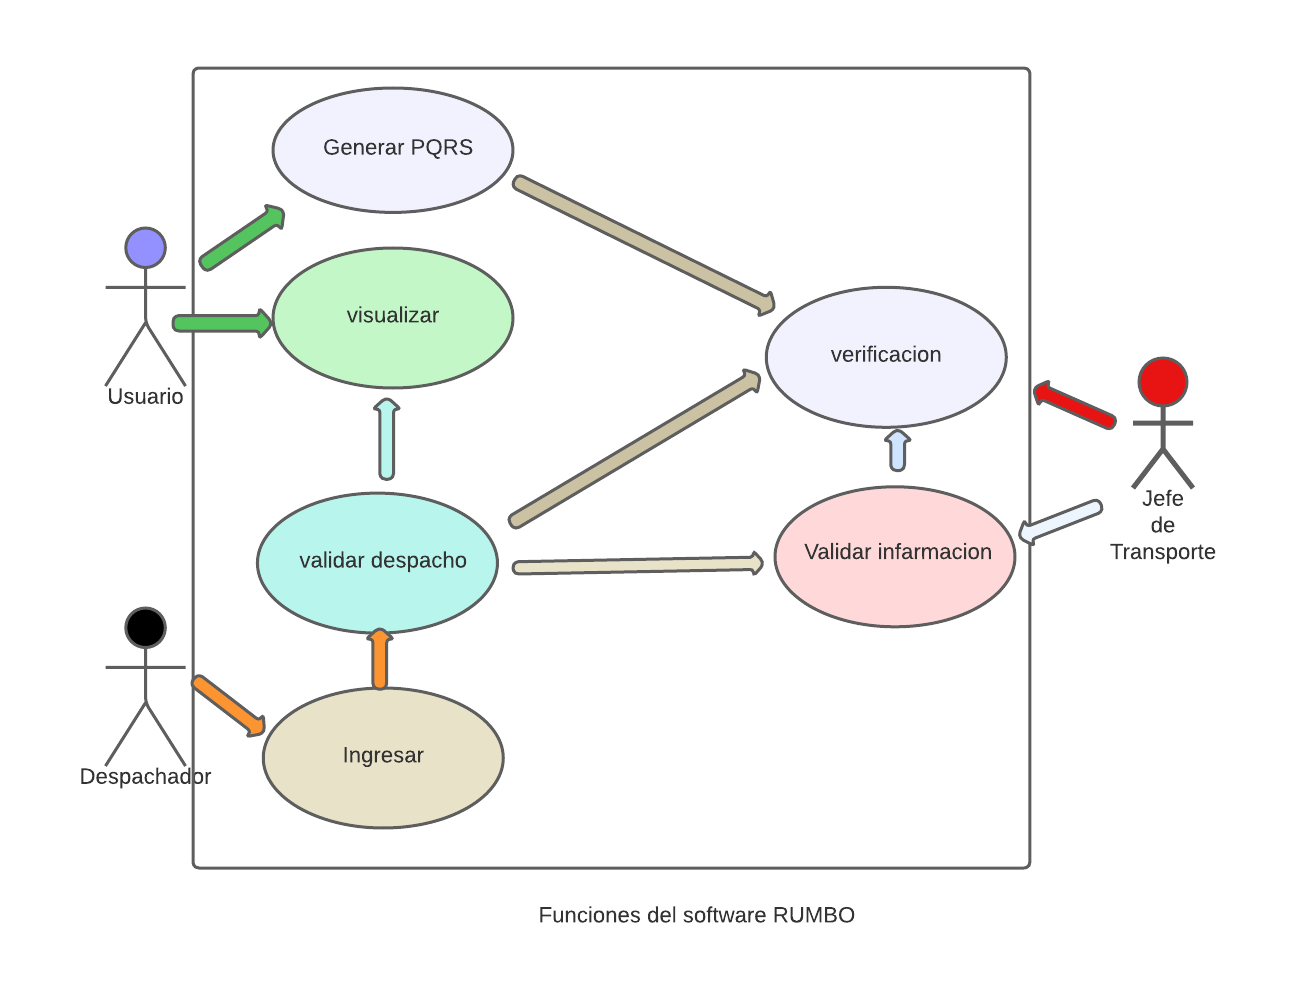 Generar PQRS
visualizar
verificacion
Usuario
Jefe
de
Transporte
validar despacho
Validar infarmacion
Despachador
Ingresar
Funciones del software RUMBO